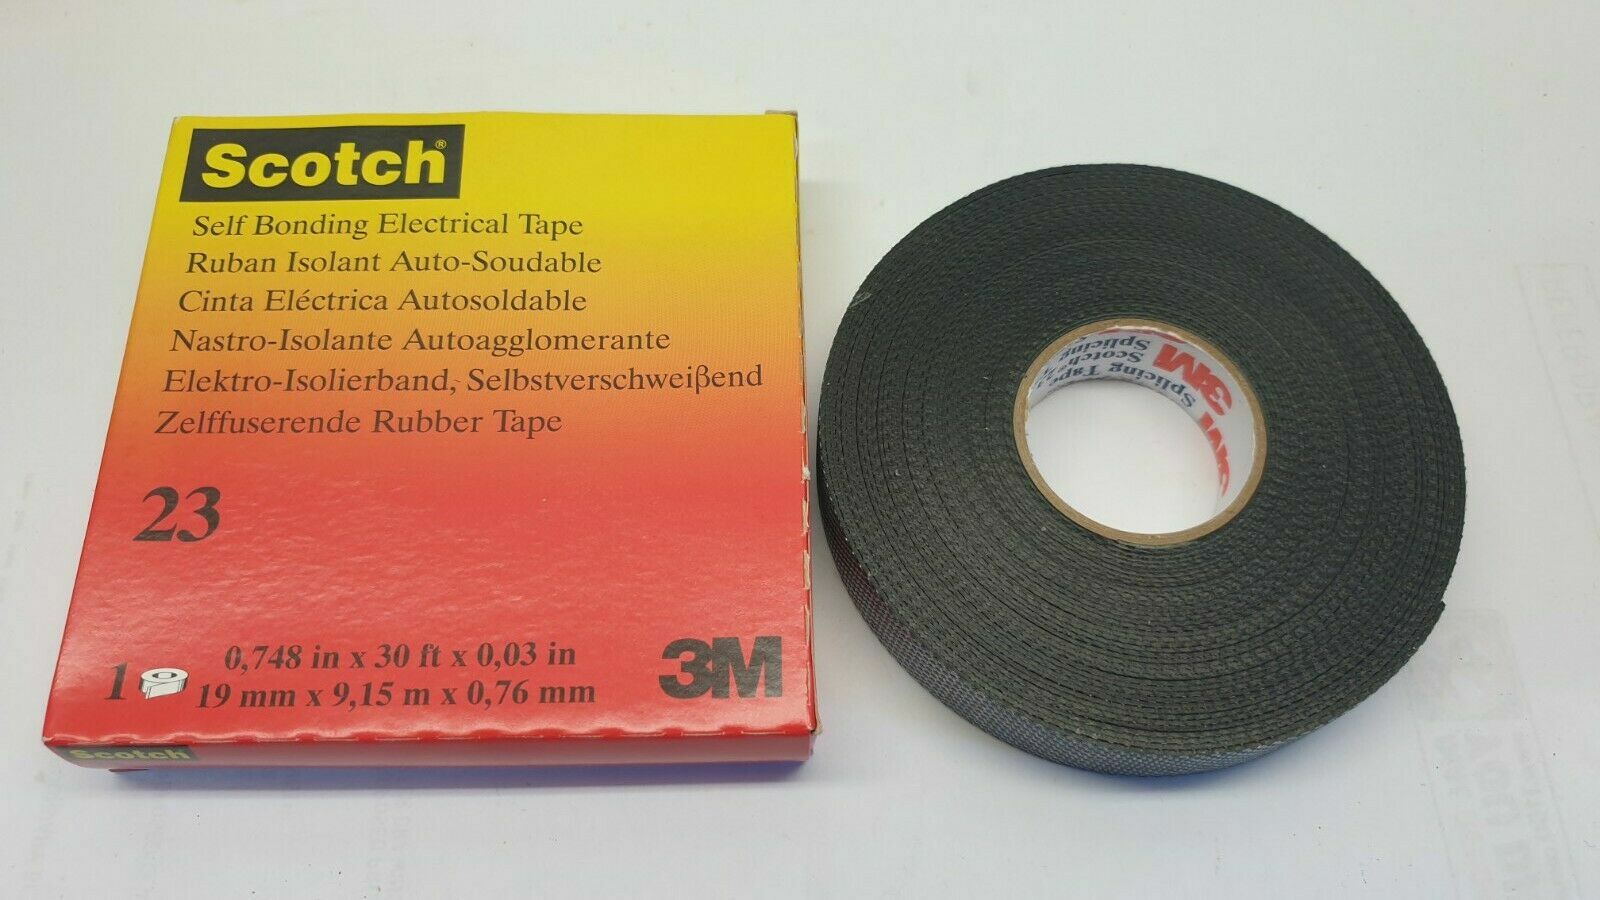 Scotch®
Self Bonding Electrical Tape
Ruban Isolant Auto-Soudable
Cinta Eléctrica Autosoldable
Nastro-Isolante Autoagglomerante
Elektro-Isolierband, Selbstverschweißend
Zelffuserende Rubber Tape
23
1
0,748 in x 30 ft x 0,03 in
19 mm x 9,15 m x 0,76 mm
3M
Scotch
3M
Scotch
Splicing
Splicing Tape
3M